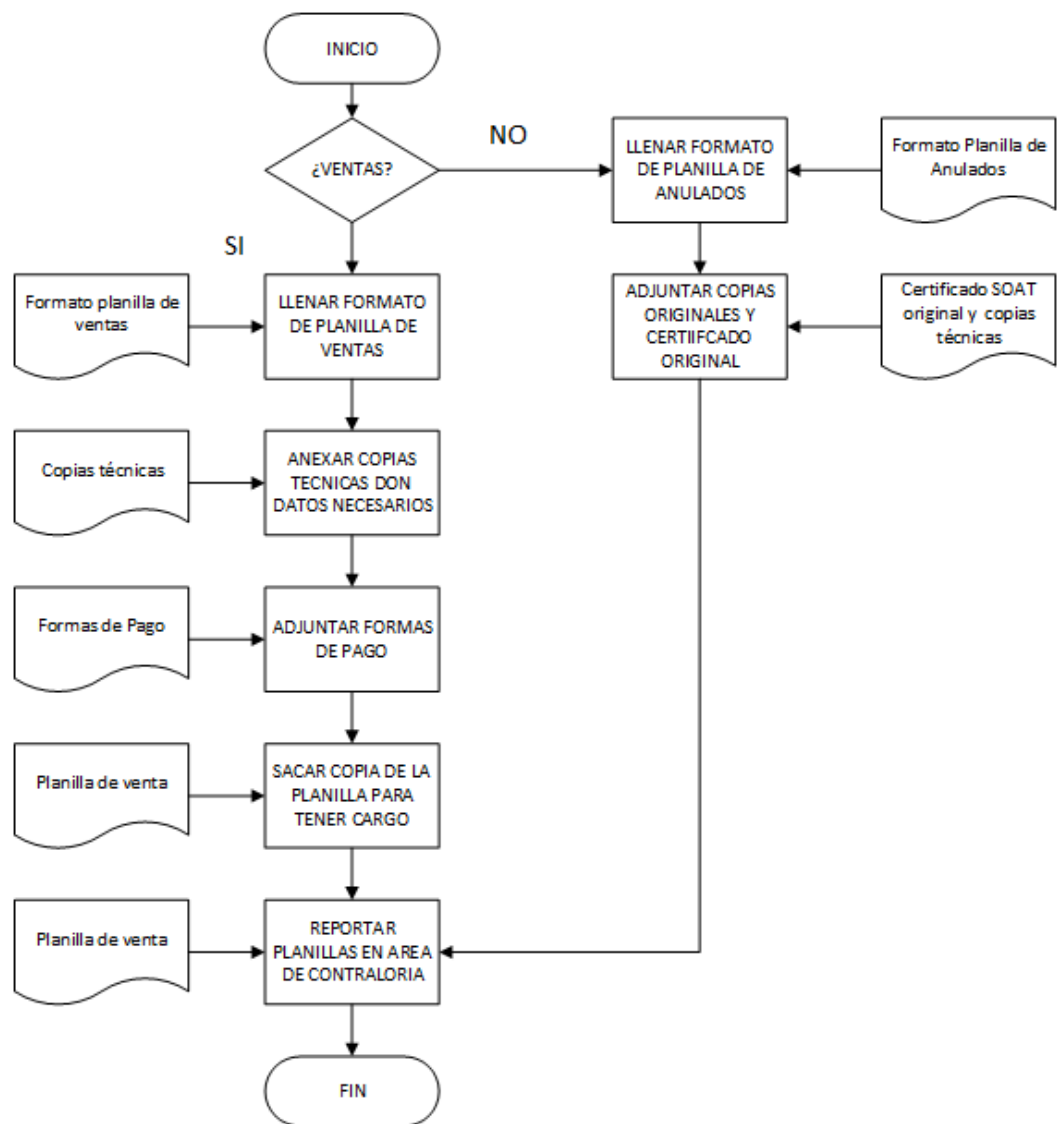 INICIO
¿VENTAS?
NO
LLENAR FORMATO
DE PLANILLA DE
ANULADOS
Formato Planilla de
Anulados
SI
Formato planilla de
ventas
LLENAR FORMATO
DE PLANILLA DE
VENTAS
ADJUNTAR COPIAS
ORIGINALES Y
CERTIIFCADO
ORIGINAL
Certificado SOAT
original y copias
técnicas
Copias técnicas
ANEXAR COPIAS
TECNICAS DON
DATOS NECESARIOS
Formas de Pago
ADJUNTAR FORMAS
DE PAGO
Planilla de venta
SACAR COPIA DE LA
PLANILLA PARA
TENER CARGO
Planilla de venta
REPORTAR
PLANILLAS EN AREA
DE CONTRALORIA
FIN